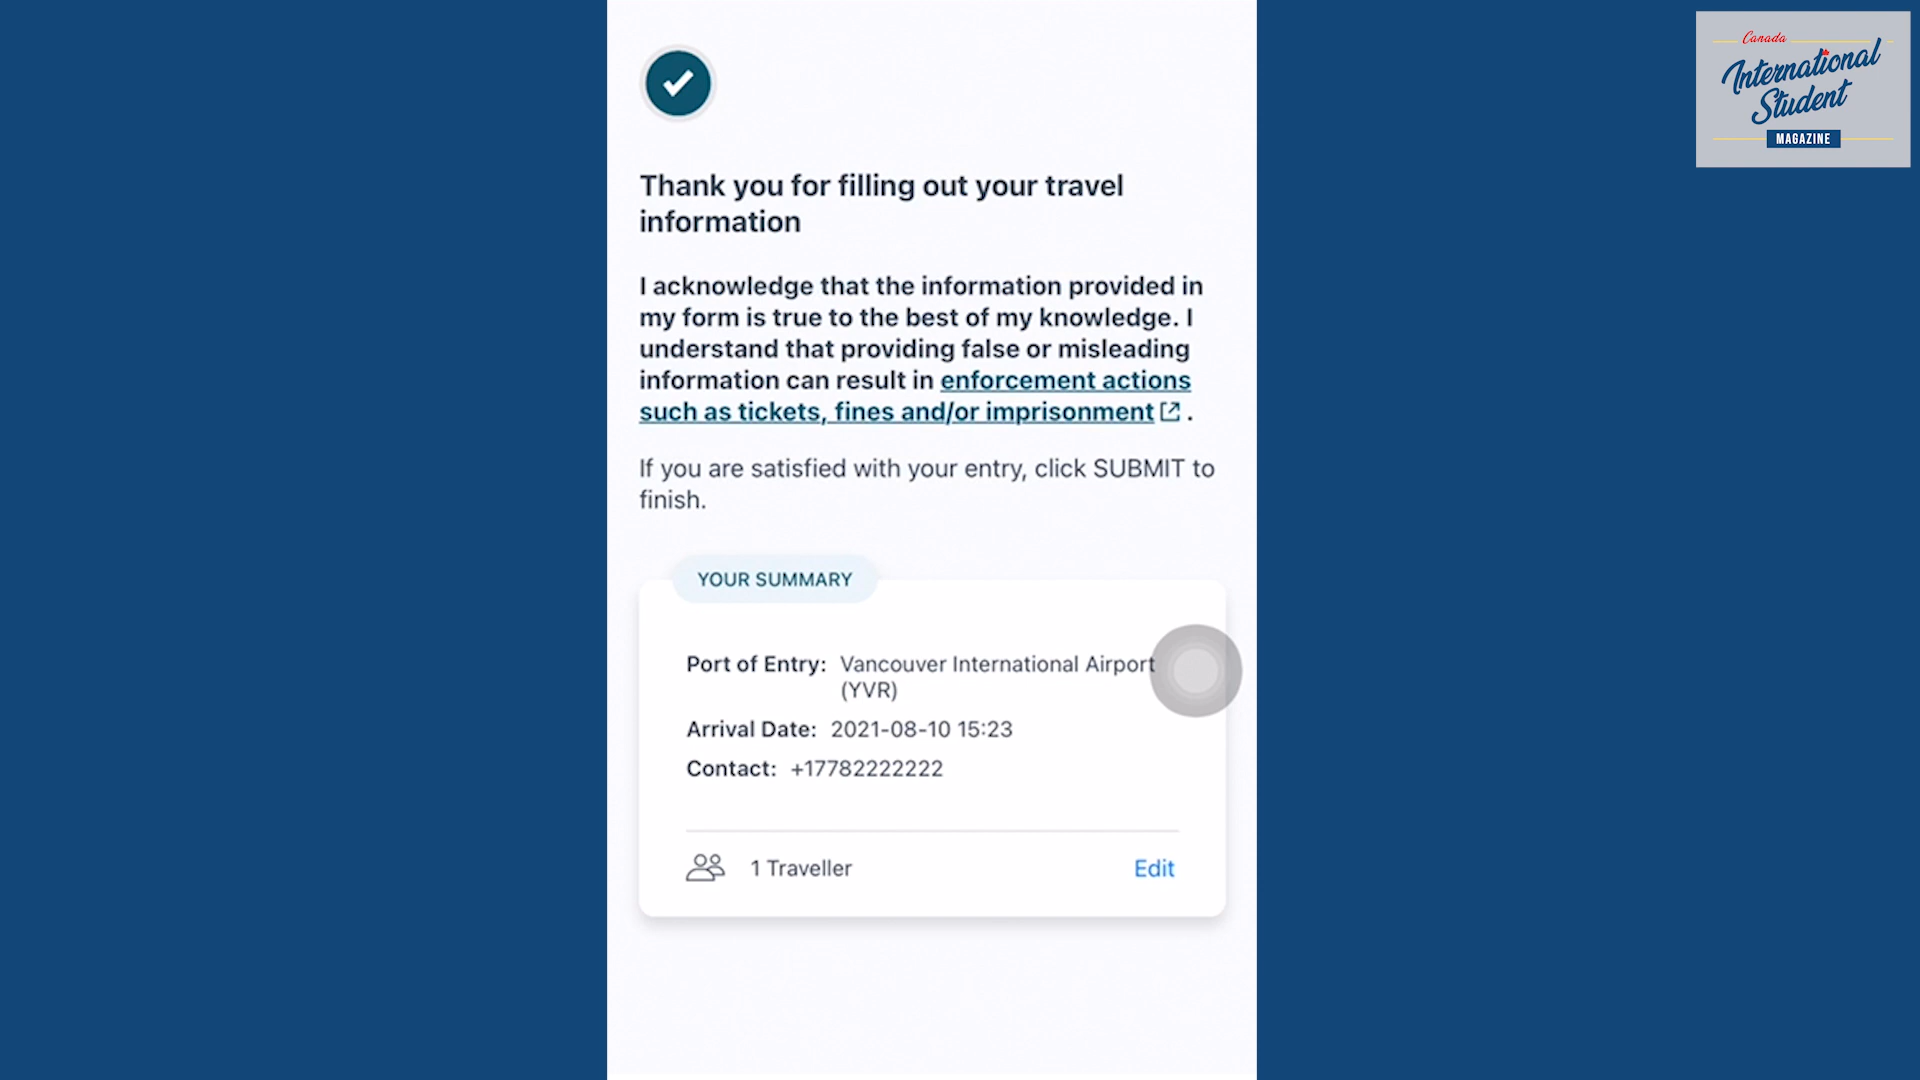 Canada
International
Student
MAGAZINE
Thank you for filling out your travel
information
I acknowledge that the information provided in
my form is true to the best of my knowledge. I
understand that providing false or misleading
information can result in enforcement actions
such as tickets, fines and/or imprisonment .
If you are satisfied with your entry, click SUBMIT to
finish.
YOUR SUMMARY
Port of Entry: Vancouver International Airport
(YVR)
Arrival Date: 2021-08-10 15:23
Contact: +17782222222
1 Traveller Edit